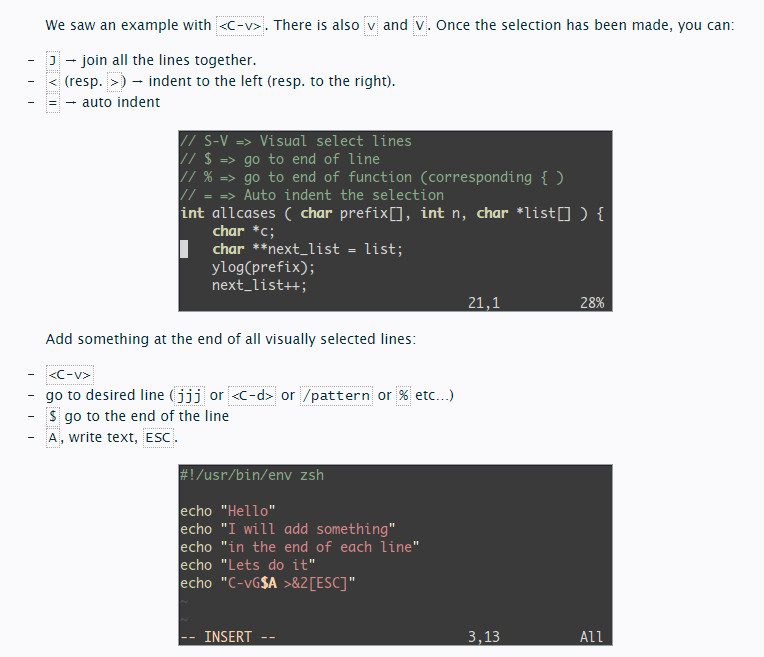 We saw an example with <C-v>. There is also v and V. Once the selection has been made, you can:
- J → join all the lines together.
- < (resp. >) → indent to the left (resp. to the right).
- = → auto indent
// S-V => Visual select lines
// $ => go to end of line
// % => go to end of function (corresponding { )
// = => Auto indent the selection
int allcases ( char prefix[], int n, char *list[] ) {
    char *c;
    char **next_list = list;
    ylog(prefix);
    next_list++;
21,1 28%
Add something at the end of all visually selected lines:
- <C-v>
- go to desired line (jjj or <C-d> or /pattern or % etc…)
- $ go to the end of the line
- A, write text, ESC.
#!/usr/bin/env zsh
echo "Hello"
echo "I will add something"
echo "in the end of each line"
echo "Lets do it"
echo "C-vG$A >&2[ESC]"
~
~
-- INSERT -- 3,13 All